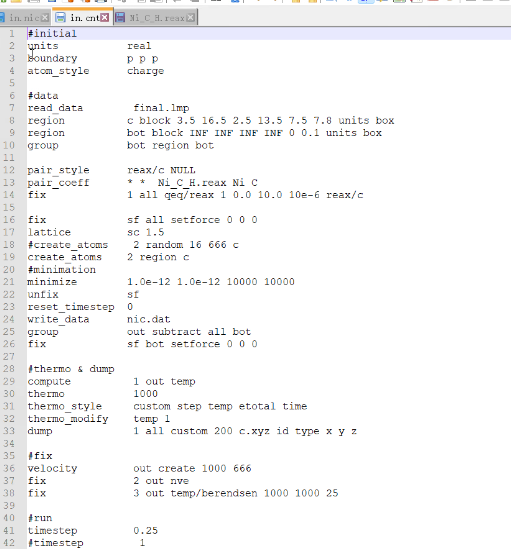 in.nic in.cnt Ni_C_H.reax
1 #initial
2 units real
3 boundary p p p
4 atom_style charge
5
6 #data
7 read_data final.lmp
8 region c block 3.5 16.5 2.5 13.5 7.5 7.8 units box
9 region bot block INF INF INF INF 0 0.1 units box
10 group bot region bot
11
12 pair_style reax/c NULL
13 pair_coeff * * Ni_C_H.reax Ni C
14 fix 1 all qeq/reax 1 0.0 10.0 10e-6 reax/c
15
16 fix sf all setforce 0 0 0
17 lattice sc 1.5
18 #create_atoms 2 random 16 666 c
19 create_atoms 2 region c
20 #minimation
21 minimize 1.0e-12 1.0e-12 10000 10000
22 unfix sf
23 reset_timestep 0
24 write_data nic.dat
25 group out subtract all bot
26 fix sf bot setforce 0 0 0
27
28 #thermo & dump
29 compute 1 out temp
30 thermo 1000
31 thermo_style custom step temp etotal time
32 thermo_modify temp 1
33 dump 1 all custom 200 c.xyz id type x y z
34
35 #fix
36 velocity out create 1000 666
37 fix 2 out nve
38 fix 3 out temp/berendsen 1000 1000 25
39
40 #run
41 timestep 0.25
42 #timestep 1